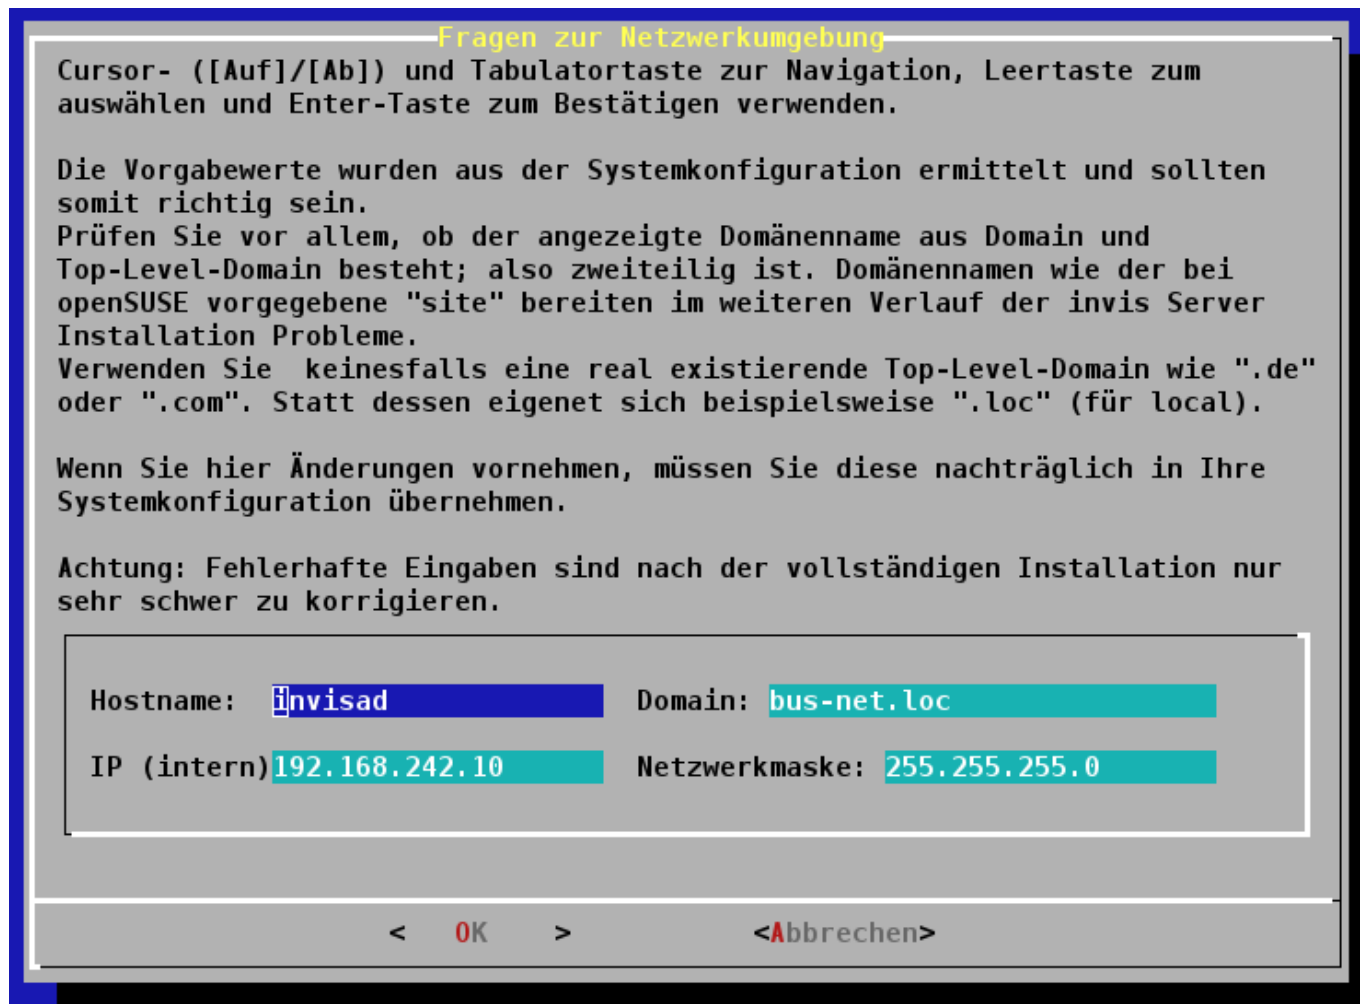 Fragen zur Netzwerkumgebung
Cursor- ([Auf]/[Ab]) und Tabulatortaste zur Navigation, Leertaste zum
auswählen und Enter-Taste zum Bestätigen verwenden.
Die Vorgabewerte wurden aus der Systemkonfiguration ermittelt und sollten
somit richtig sein.
Prüfen Sie vor allem, ob der angezeigte Domänenname aus Domain und
Top-Level-Domain besteht; also zweiteilig ist. Domänennamen wie der bei
openSUSE vorgegebene "site" bereiten im weiteren Verlauf der invis Server
Installation Probleme.
Verwenden Sie  keinesfalls eine real existierende Top-Level-Domain wie ".de"
oder ".com". Statt dessen eigenet sich beispielsweise ".loc" (für local).
Wenn Sie hier Änderungen vornehmen, müssen Sie diese nachträglich in Ihre
Systemkonfiguration übernehmen.
Achtung: Fehlerhafte Eingaben sind nach der vollständigen Installation nur
sehr schwer zu korrigieren.
Hostname: invisad Domain: bus-net.loc
IP (intern)192.168.242.10 Netzwerkmaske: 255.255.255.0
<  OK  > <Abbrechen>